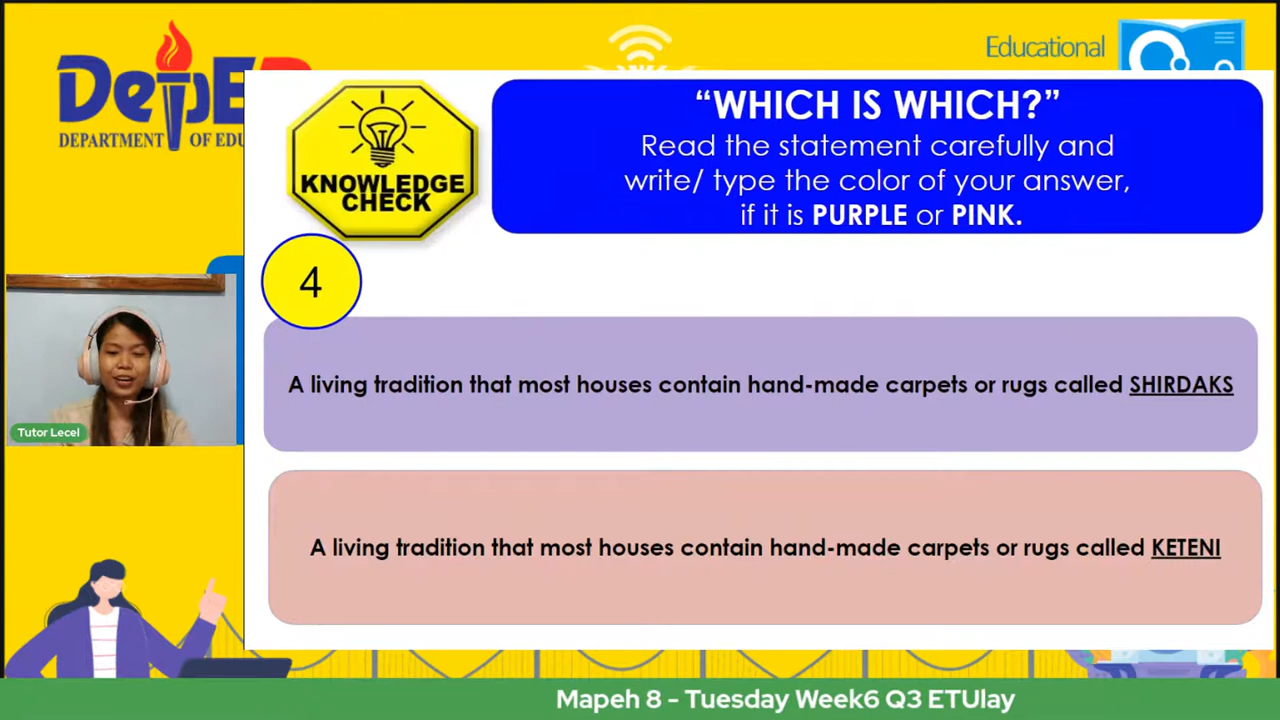 DepED
DEPARTMENT OF EDU
Educational
KNOWLEDGE
CHECK
“WHICH IS WHICH?”
Read the statement carefully and
write/ type the color of your answer,
if it is PURPLE or PINK.
4
A living tradition that most houses contain hand-made carpets or rugs called SHIRDAKS
Tutor Lecel
A living tradition that most houses contain hand-made carpets or rugs called KETENI
Mapeh 8 - Tuesday Week6 Q3 ETUlay